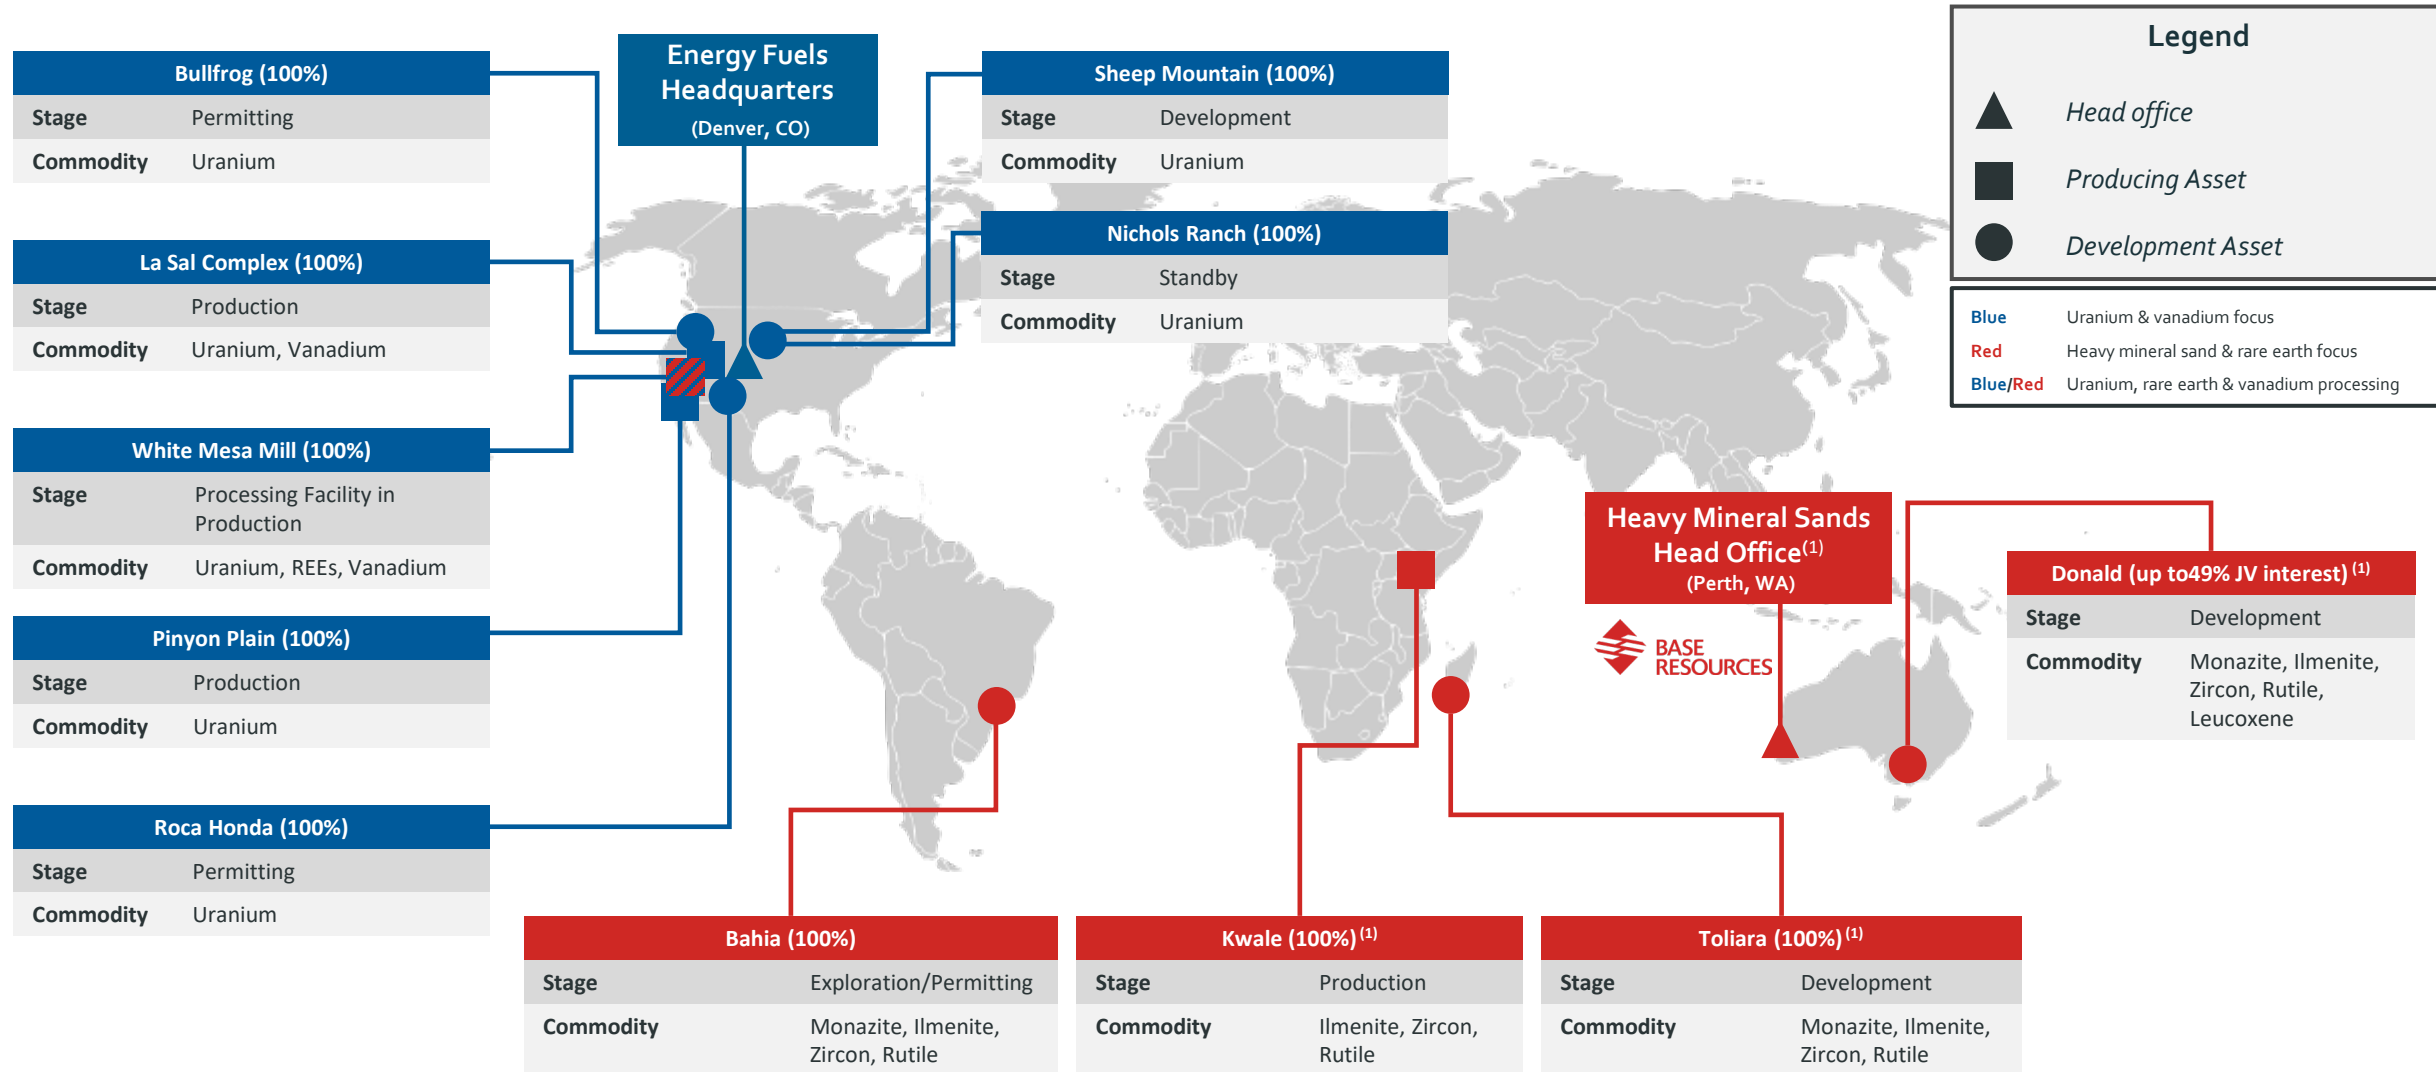 Bullfrog (100%)
Stage Permitting
Commodity Uranium
La Sal Complex (100%)
Stage Production
Commodity Uranium, Vanadium
White Mesa Mill (100%)
Stage Processing Facility in
Production
Commodity Uranium, REEs, Vanadium
Pinyon Plain (100%)
Stage Production
Commodity Uranium
Roca Honda (100%)
Stage Permitting
Commodity Uranium
Energy Fuels
Headquarters
(Denver, CO)
Sheep Mountain (100%)
Stage Development
Commodity Uranium
Nichols Ranch (100%)
Stage Standby
Commodity Uranium
Legend
Head office
Producing Asset
Development Asset
Blue Uranium & vanadium focus
Red Heavy mineral sand & rare earth focus
Blue/Red Uranium, rare earth & vanadium processing
Heavy Mineral Sands
Head Office(1)
(Perth, WA)
BASE
RESOURCES
Donald (up to49% JV interest) (1)
Stage Development
Commodity Monazite, Ilmenite,
Zircon, Rutile,
Leucoxene
Bahia (100%)
Stage Exploration/Permitting
Commodity Monazite, Ilmenite,
Zircon, Rutile
Kwale (100%) (1)
Stage Production
Commodity Ilmenite, Zircon,
Rutile
Toliara (100%) (1)
Stage Development
Commodity Monazite, Ilmenite,
Zircon, Rutile